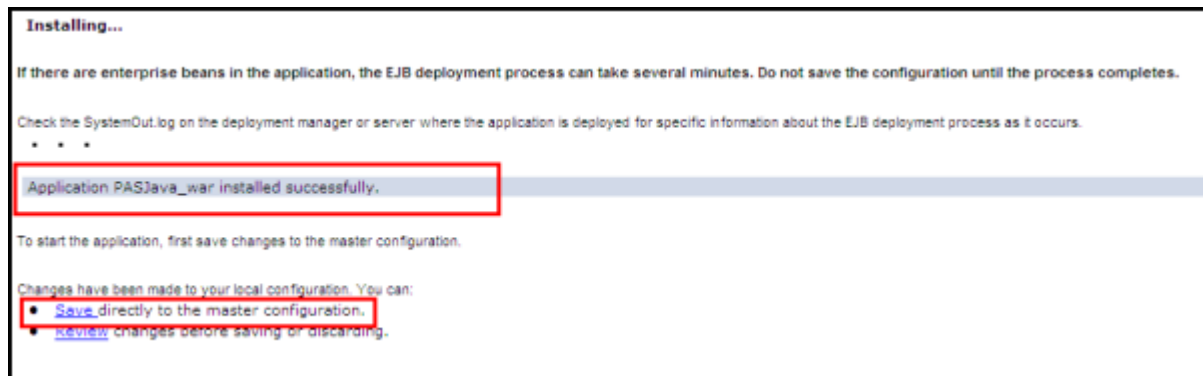 Installing...
If there are enterprise beans in the application, the EJB deployment process can take several minutes. Do not save the configuration until the process completes.
Check the SystemOut.log on the deployment manager or server where the application is deployed for specific information about the EJB deployment process as it occurs.
Application PASJava_war installed successfully.
To start the application, first save changes to the master configuration.
Changes have been made to your local configuration. You can:
• Save directly to the master configuration.
• Review changes before saving or discarding.